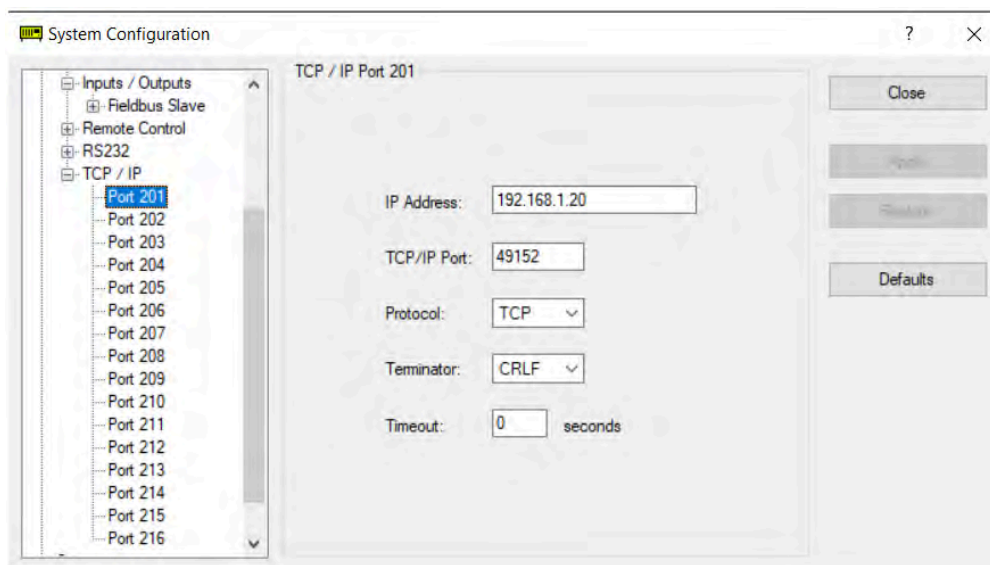 System Configuration
?
Inputs / Outputs
Fieldbus Slave
Remote Control
RS232
TCP / IP
Port 201
Port 202
Port 203
Port 204
Port 205
Port 206
Port 207
Port 208
Port 209
Port 210
Port 211
Port 212
Port 213
Port 214
Port 215
Port 216
TCP / IP Port 201
IP Address: 192.168.1.20
TCP/IP Port: 49152
Protocol: TCP
Terminator: CRLF
Timeout: 0 seconds
Close
Defaults